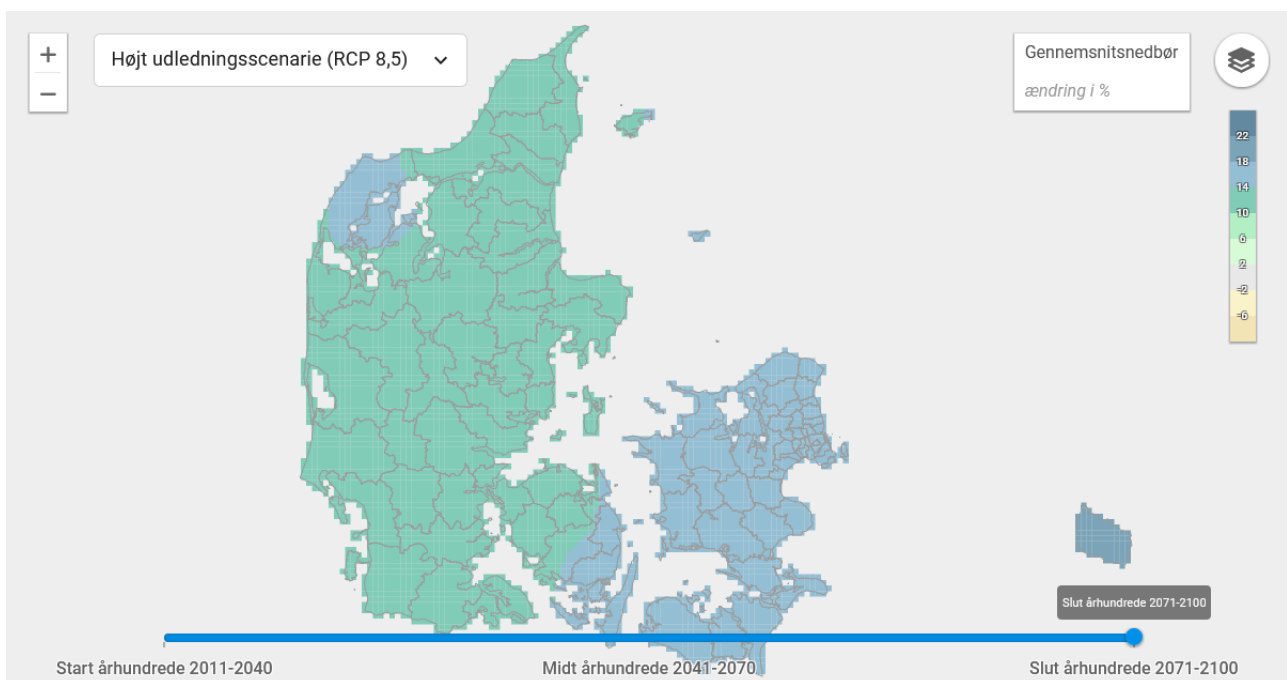 +
Højt udledningsscenarie (RCP 8,5)
−
Gennemsnitsnedbør
ændring i %
22
18
14
10
6
2
-2
-6
Slut århundrede 2071-2100
Start århundrede 2011-2040
Midt århundrede 2041-2070
Slut århundrede 2071-2100